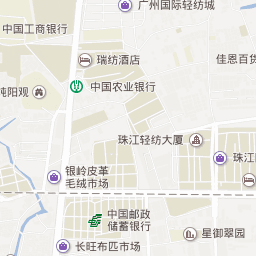 广州国际轻纺城
中国工商银行
瑞纺酒店
佳恩百货
中国农业银行
纯阳观
珠江轻纺大厦
珠江
银岭皮革
毛绒市场
中国邮政
储蓄银行
星御翠园
长旺布匹市场